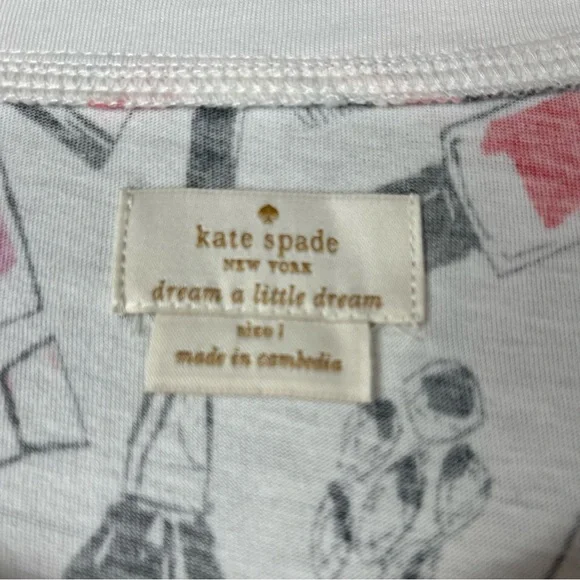 kate spade
NEW YORK
dream a little dream
size l
made in cambodia